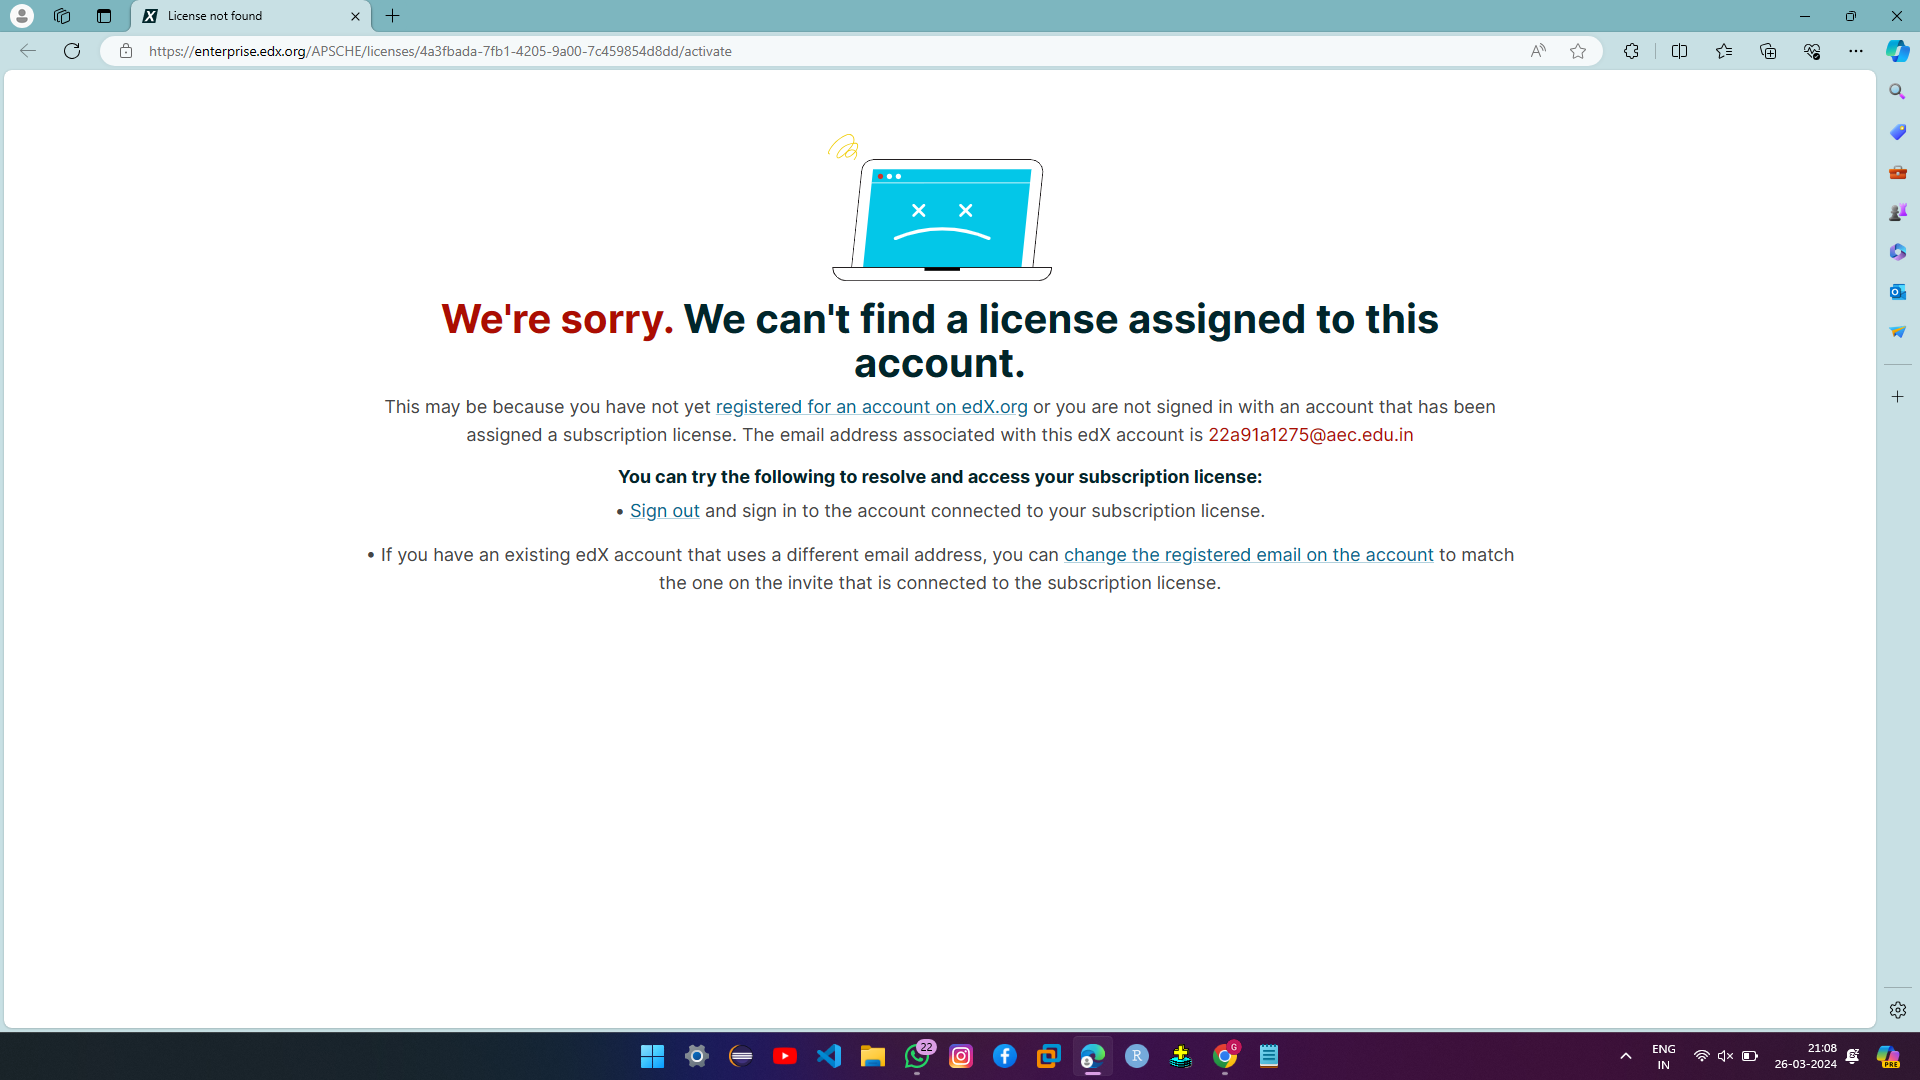 License not found
https://enterprise.edx.org/APSCHE/licenses/4a3fbada-7fb1-4205-9a00-7c459854d8dd/activate
We're sorry. We can't find a license assigned to this
account.
This may be because you have not yet registered for an account on edX.org or you are not signed in with an account that has been
assigned a subscription license. The email address associated with this edX account is 22a91a1275@aec.edu.in
You can try the following to resolve and access your subscription license:
• Sign out and sign in to the account connected to your subscription license.
• If you have an existing edX account that uses a different email address, you can change the registered email on the account to match
the one on the invite that is connected to the subscription license.
22
R
G
ENG
IN
21:08
26-03-2024
PRE